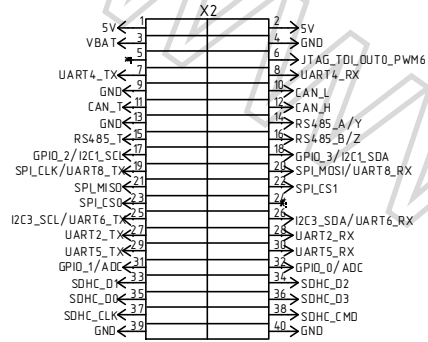 X2
5V 1 2 5V
VBAT 3 4 GND
5 6 JTAG_TDI_OUT0_PWM6
UART4_TX 7 8 UART4_RX
GND 9 10 CAN_L
CAN_T 11 12 CAN_H
GND 13 14 RS485_A/Y
RS485_T 15 16 RS485_B/Z
GPIO_2/I2C1_SCL 17 18 GPIO_3/I2C1_SDA
SPI_CLK/UART8_TX 19 20 SPI_MOSI/UART8_RX
SPI_MISO 21 22 SPI_CS1
SPI_CS0 23 24
I2C3_SCL/UART6_TX 25 26 I2C3_SDA/UART6_RX
UART2_TX 27 28 UART2_RX
UART5_TX 29 30 UART5_RX
GPIO_1/ADC 31 32 GPIO_0/ADC
SDHC_D1 33 34 SDHC_D2
SDHC_D0 35 36 SDHC_D3
SDHC_CLK 37 38 SDHC_CMD
GND 39 40 GND